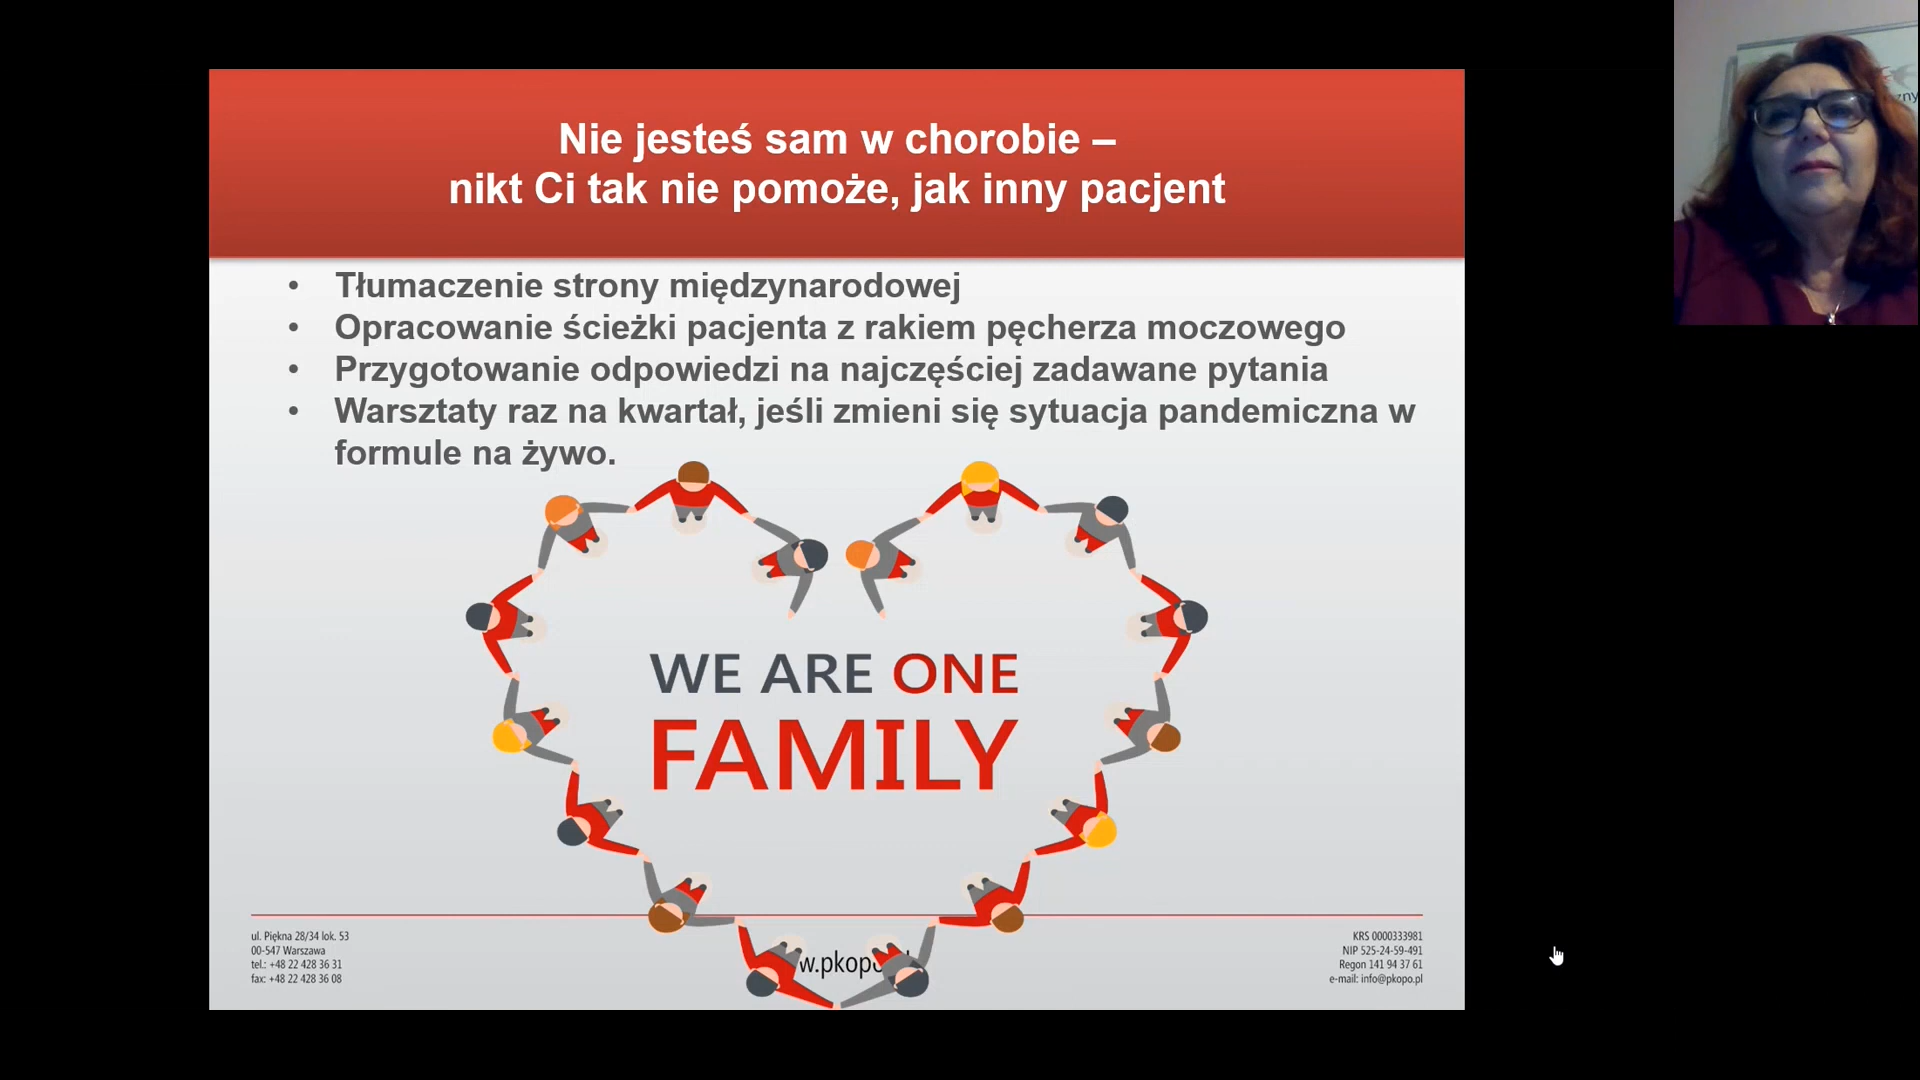 Nie jesteś sam w chorobie –
nikt Ci tak nie pomoże, jak inny pacjent
• Tłumaczenie strony międzynarodowej
• Opracowanie ścieżki pacjenta z rakiem pęcherza moczowego
• Przygotowanie odpowiedzi na najczęściej zadawane pytania
• Warsztaty raz na kwartał, jeśli zmieni się sytuacja pandemiczna w
formule na żywo.
WE ARE ONE
FAMILY
ul. Piękna 28/34 lok. 53
00-547 Warszawa
tel.: +48 22 428 36 31
fax: +48 22 428 36 08
w.pkopo
KRS 0000333981
NIP 525-24-59-491
Regon 141 94 37 61
e-mail: info@pkopo.pl